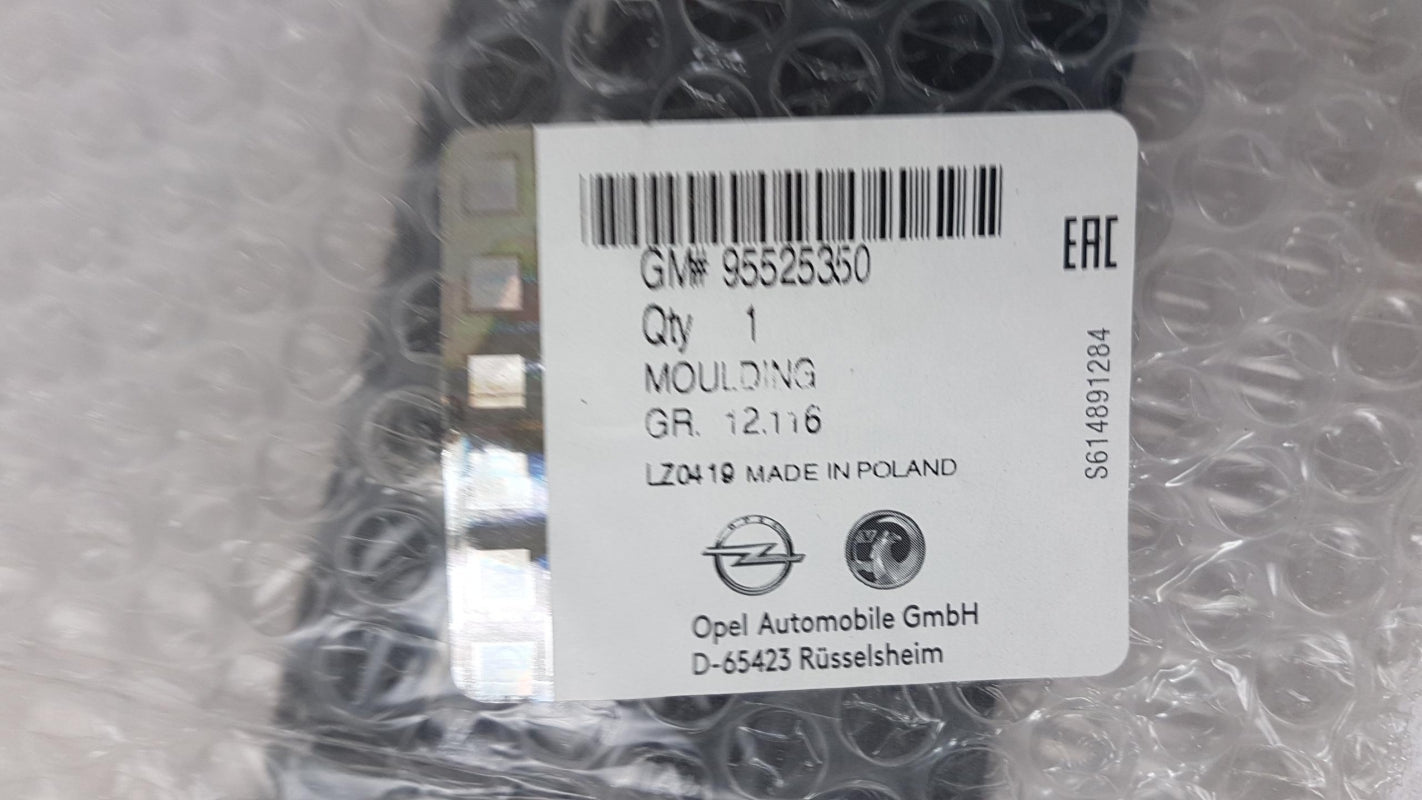 GM# 95525350
Qty 1
MOULDING
GR. 12.116
LZ0419 MADE IN POLAND
OPEL
Opel Automobile GmbH
D-65423 Rüsselsheim
EAC
S614891284